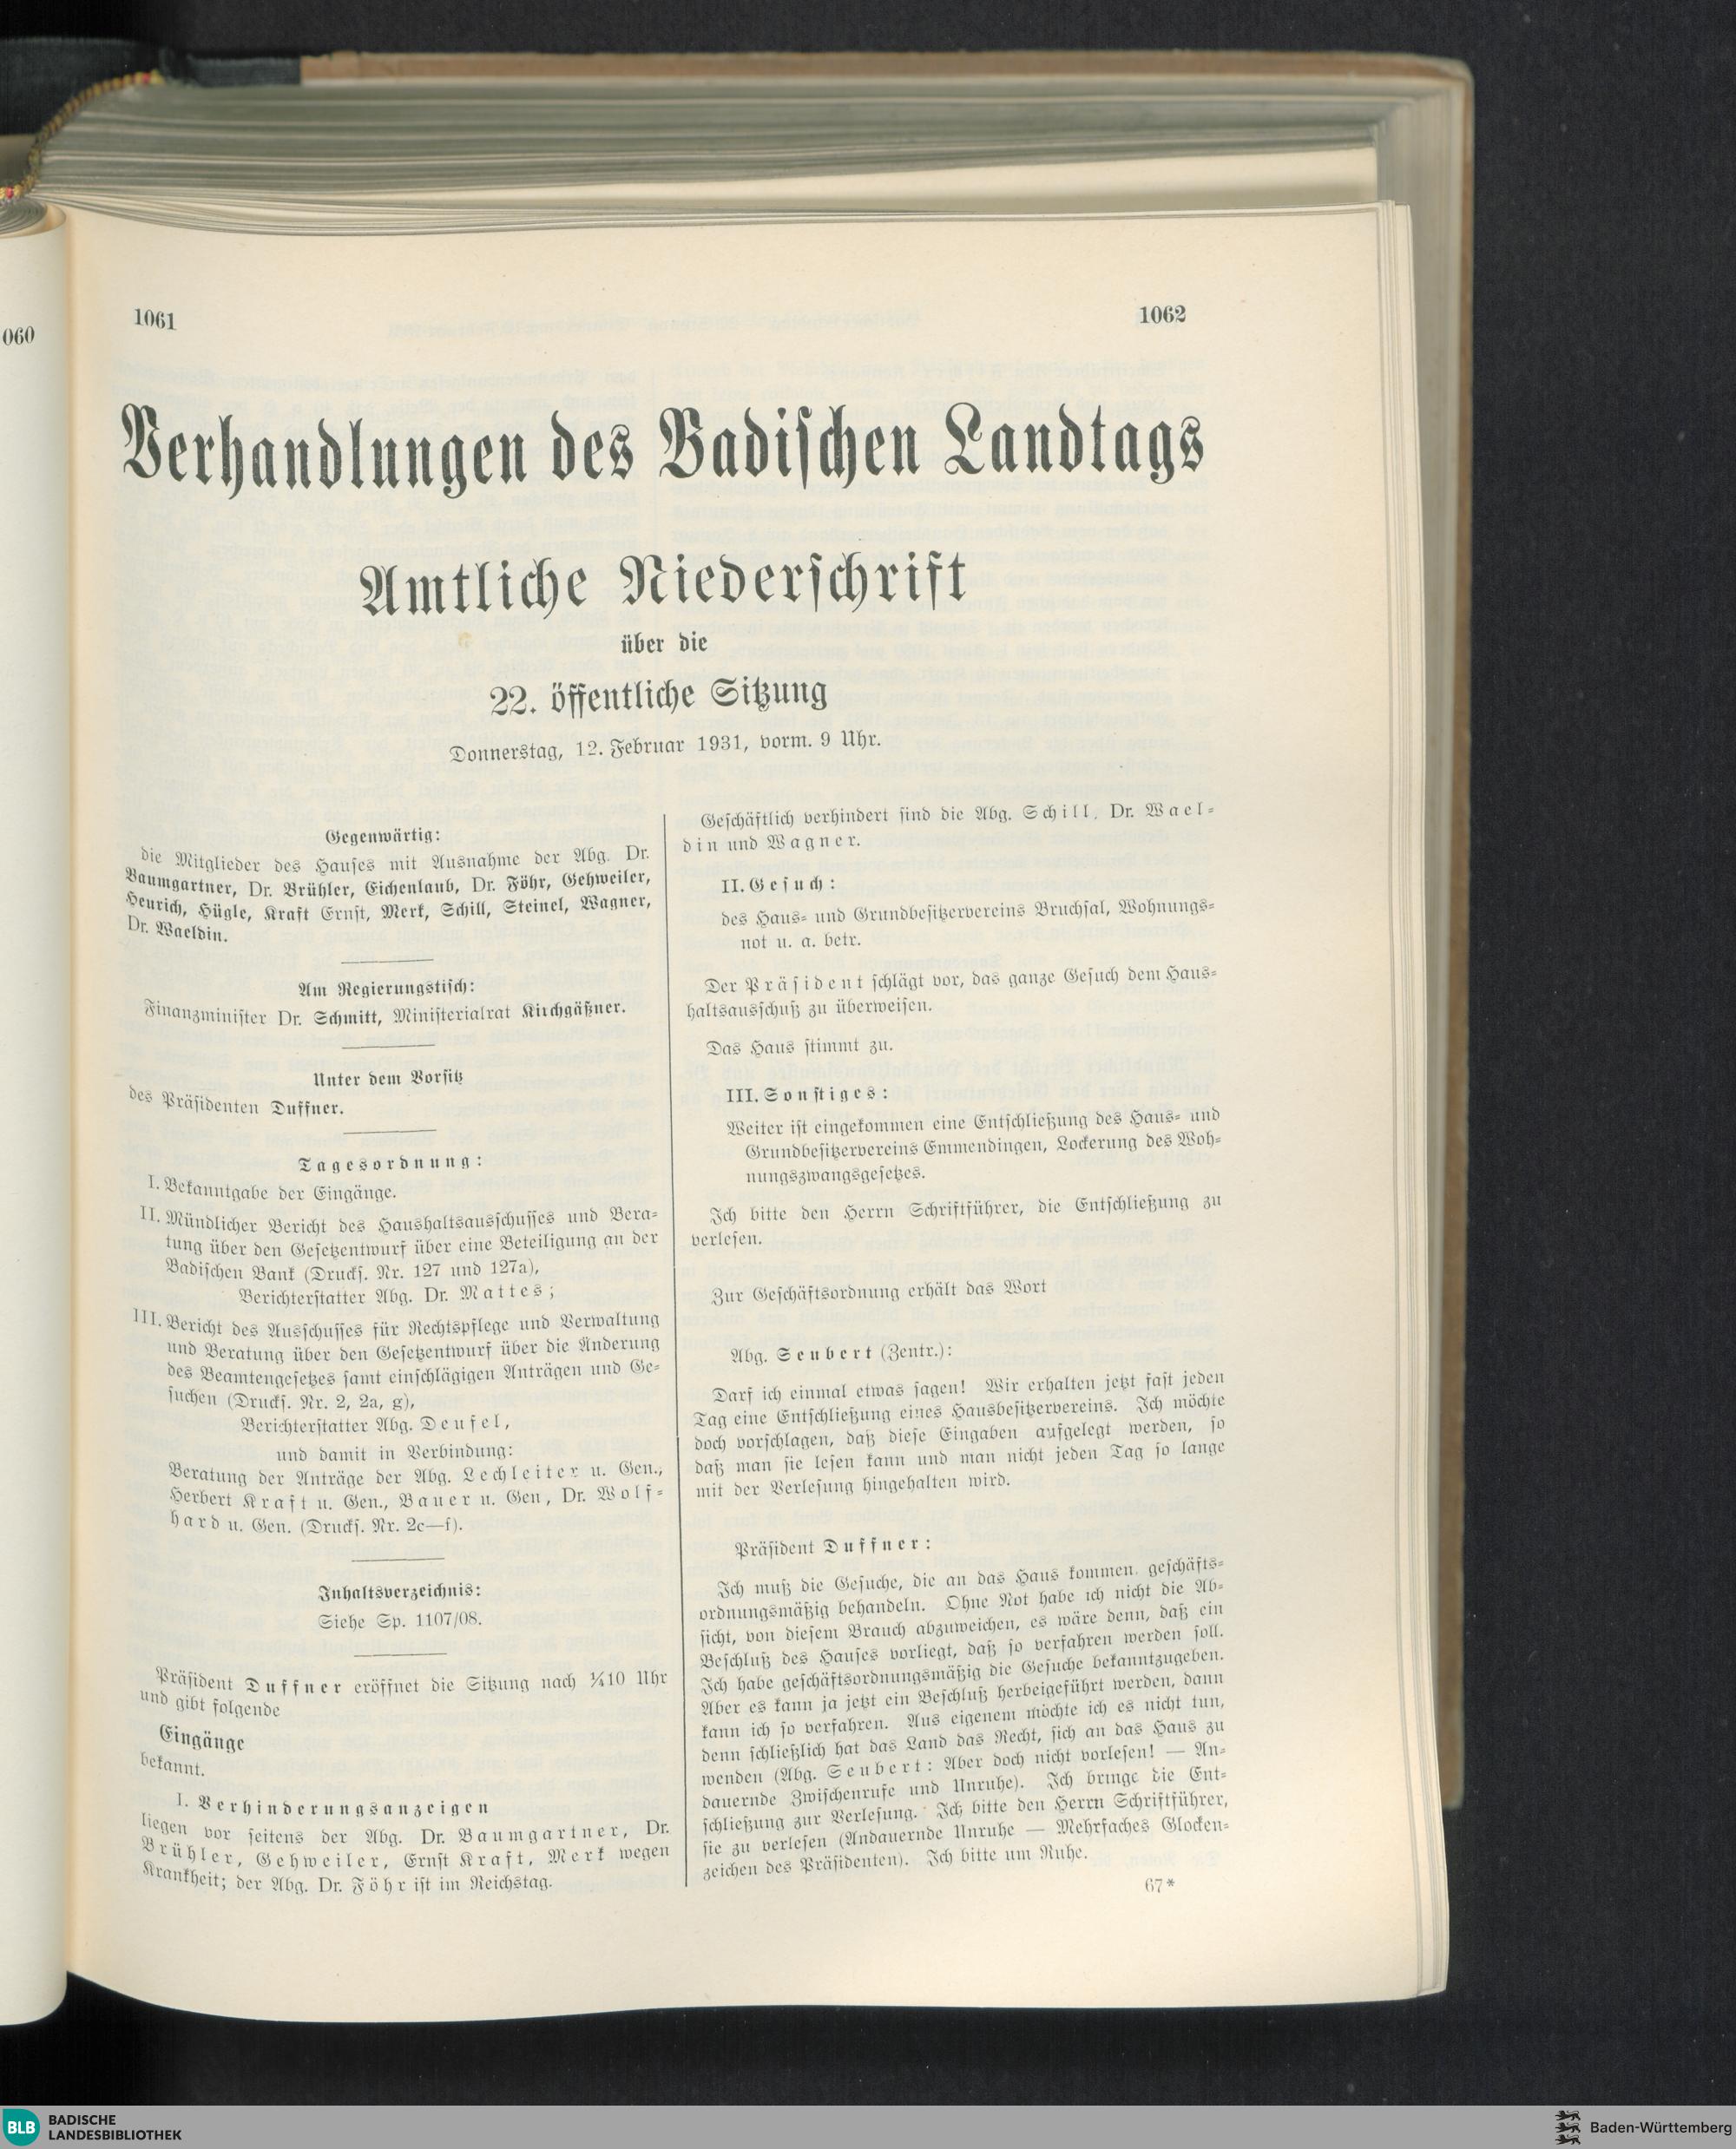 060
1061
1062
Verhandlungen des Badischen Landtags
Amtliche Niederschrift
über die
22. öffentliche Sitzung
Donnerstag, 12. Februar 1931, vorm. 9 Uhr.
Gegenwärtig:
die Mitglieder des Hauses mit Ausnahme der Abg. Dr.
Baumgartner, Dr. Brühler, Eichenlaub, Dr. Föhr, Gehweiler,
Heurich, Hügle, Kraft Ernst, Merk, Schill, Steinel, Wagner,
Dr. Waeldin.
Am Regierungstisch:
Finanzminister Dr. Schmitt, Ministerialrat Kirchgäßner.
Unter dem Vorsitz
des Präsidenten Duffner.
Tagesordnung:
I. Bekanntgabe der Eingänge.
II. Mündlicher Bericht des Haushaltsausschusses und Bera-
tung über den Gesetzentwurf über eine Beteiligung an der
Badischen Bank (Drucks. Nr. 127 und 127a),
Berichterstatter Abg. Dr. Mattes;
III. Bericht des Ausschusses für Rechtspflege und Verwaltung
und Beratung über den Gesetzentwurf über die Änderung
des Beamtengesetzes samt einschlägigen Anträgen und Ge-
suchen (Drucks. Nr. 2, 2a, g),
Berichterstatter Abg. Deufel,
und damit in Verbindung:
Beratung der Anträge der Abg. Lechleiter u. Gen.,
Herbert Kraft u. Gen., Bauer u. Gen, Dr. Wolf-
hard u. Gen. (Drucks. Nr. 2c—f).
Inhaltsverzeichnis:
Siehe Sp. 1107/08.
Präsident Duffner eröffnet die Sitzung nach ¼10 Uhr
und gibt folgende
Eingänge
bekannt.
I. Verhinderungsanzeigen
liegen vor seitens der Abg. Dr. Baumgartner, Dr.
Brühler, Gehweiler, Ernst Kraft, Merk wegen
Krankheit; der Abg. Dr. Föhr ist im Reichstag.
Geschäftlich verhindert sind die Abg. Schill, Dr. Wael-
din und Wagner.
II. Gesuch:
des Haus- und Grundbesitzervereins Bruchsal, Wohnungs-
not u. a. betr.
Der Präsident schlägt vor, das ganze Gesuch dem Haus-
haltsausschuß zu überweisen.
Das Haus stimmt zu.
III. Sonstiges:
Weiter ist eingekommen eine Entschließung des Haus- und
Grundbesitzervereins Emmendingen, Lockerung des Woh-
nungszwangsgesetzes.
Ich bitte den Herrn Schriftführer, die Entschließung zu
verlesen.
Zur Geschäftsordnung erhält das Wort
Abg. Seubert (Zentr.):
Darf ich einmal etwas sagen! Wir erhalten jetzt fast jeden
Tag eine Entschließung eines Hausbesitzervereins. Ich möchte
doch vorschlagen, daß diese Eingaben aufgelegt werden, so
daß man sie lesen kann und man nicht jeden Tag so lange
mit der Verlesung hingehalten wird.
Präsident Duffner:
Ich muß die Gesuche, die an das Haus kommen, geschäfts-
ordnungsmäßig behandeln. Ohne Not habe ich nicht die Ab-
sicht, von diesem Brauch abzuweichen, es wäre denn, daß ein
Beschluß des Hauses vorliegt, daß so verfahren werden soll.
Ich habe geschäftsordnungsmäßig die Gesuche bekanntzugeben.
Aber es kann ja jetzt ein Beschluß herbeigeführt werden, dann
kann ich so verfahren. Aus eigenem möchte ich es nicht tun,
denn schließlich hat das Land das Recht, sich an das Haus zu
wenden (Abg. Seubert: Aber doch nicht vorlesen! — An-
dauernde Zwischenrufe und Unruhe). Ich bringe die Ent-
schließung zur Verlesung. Ich bitte den Herrn Schriftführer,
sie zu verlesen (Andauernde Unruhe — Mehrfaches Glocken-
zeichen des Präsidenten). Ich bitte um Ruhe.
67*
BLB BADISCHE
LANDESBIBLIOTHEK
Baden-Württemberg